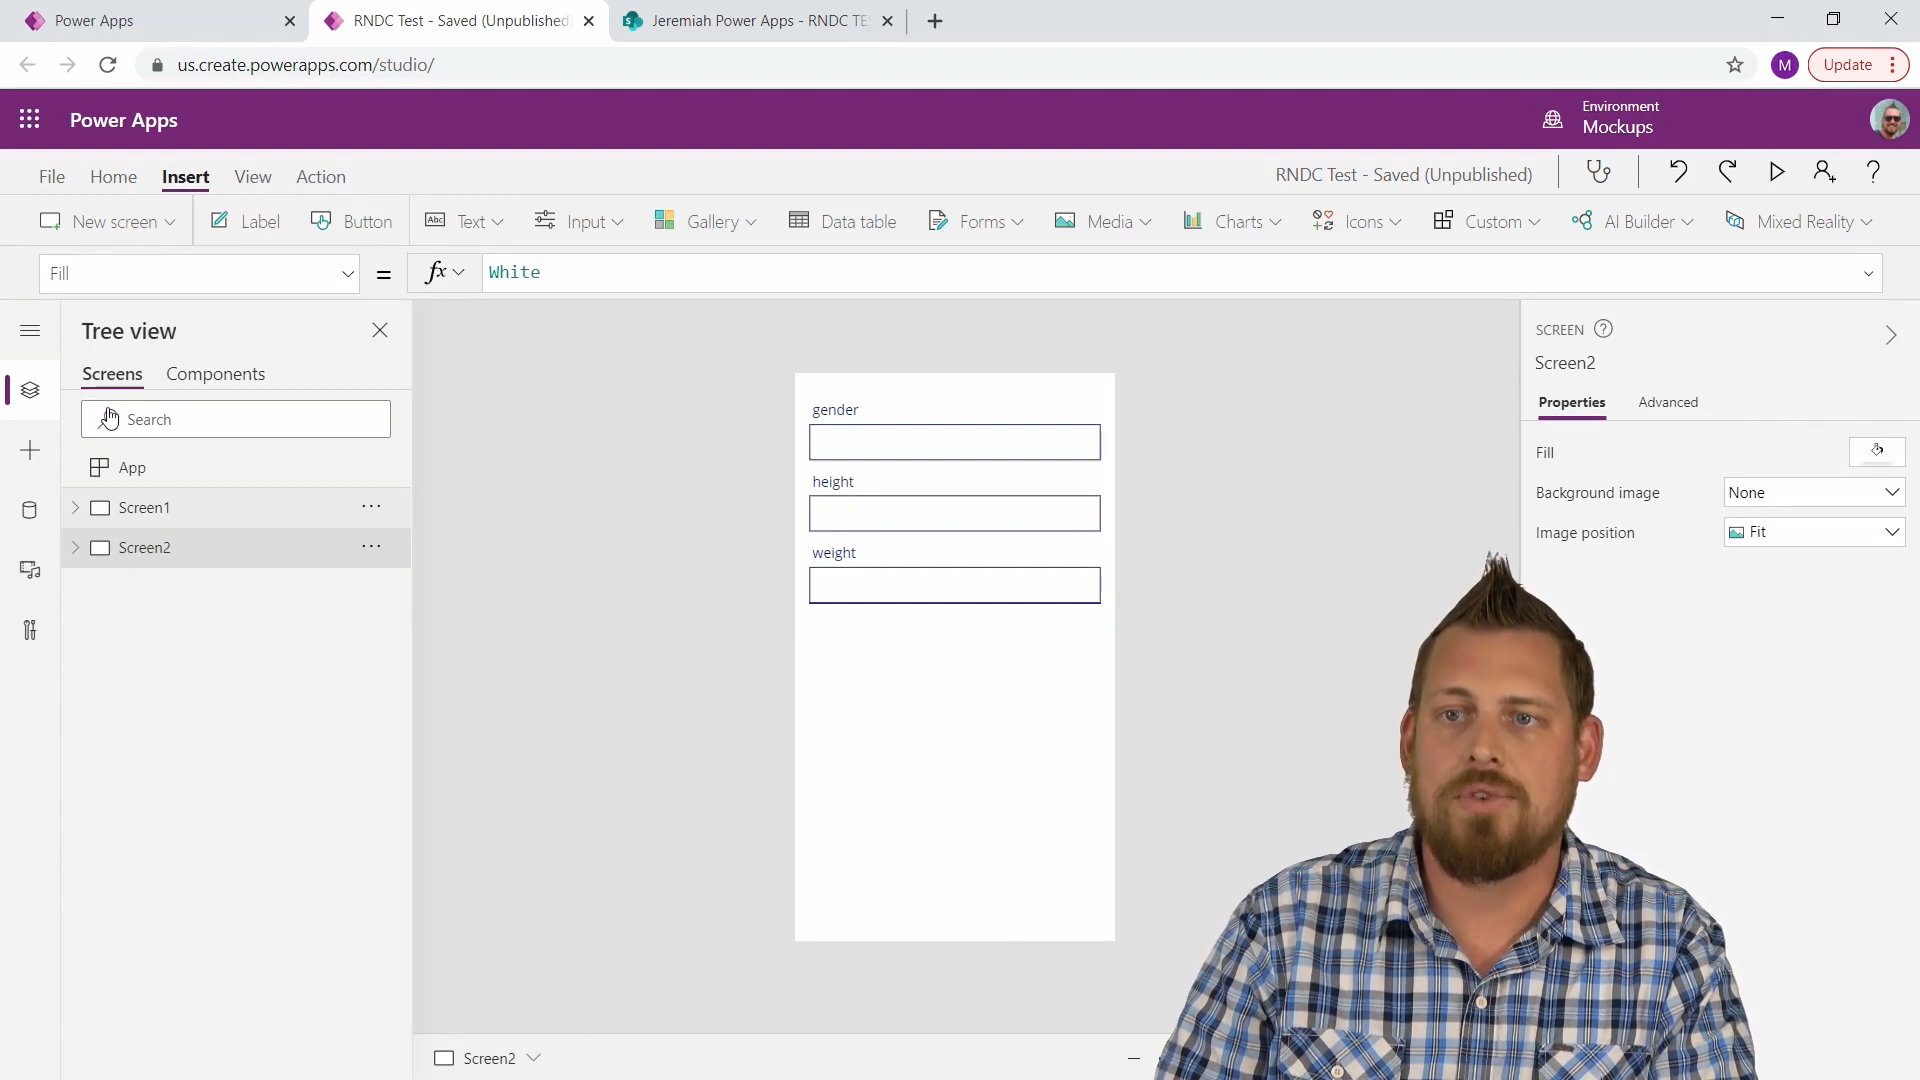 Power Apps
RNDC Test - Saved (Unpublished)
Jeremiah Power Apps - RNDC TE
us.create.powerapps.com/studio/
M
Update
Power Apps
Environment
Mockups
File Home Insert View Action
RNDC Test - Saved (Unpublished)
New screen Label Button Abc Text Input Gallery Data table Forms Media Charts Icons Custom AI Builder Mixed Reality
Fill = fx White
Tree view
Screens Components
Search
App
Screen1
Screen2
gender
height
weight
SCREEN
Screen2
Properties Advanced
Fill
Background image None
Image position Fit
Screen2